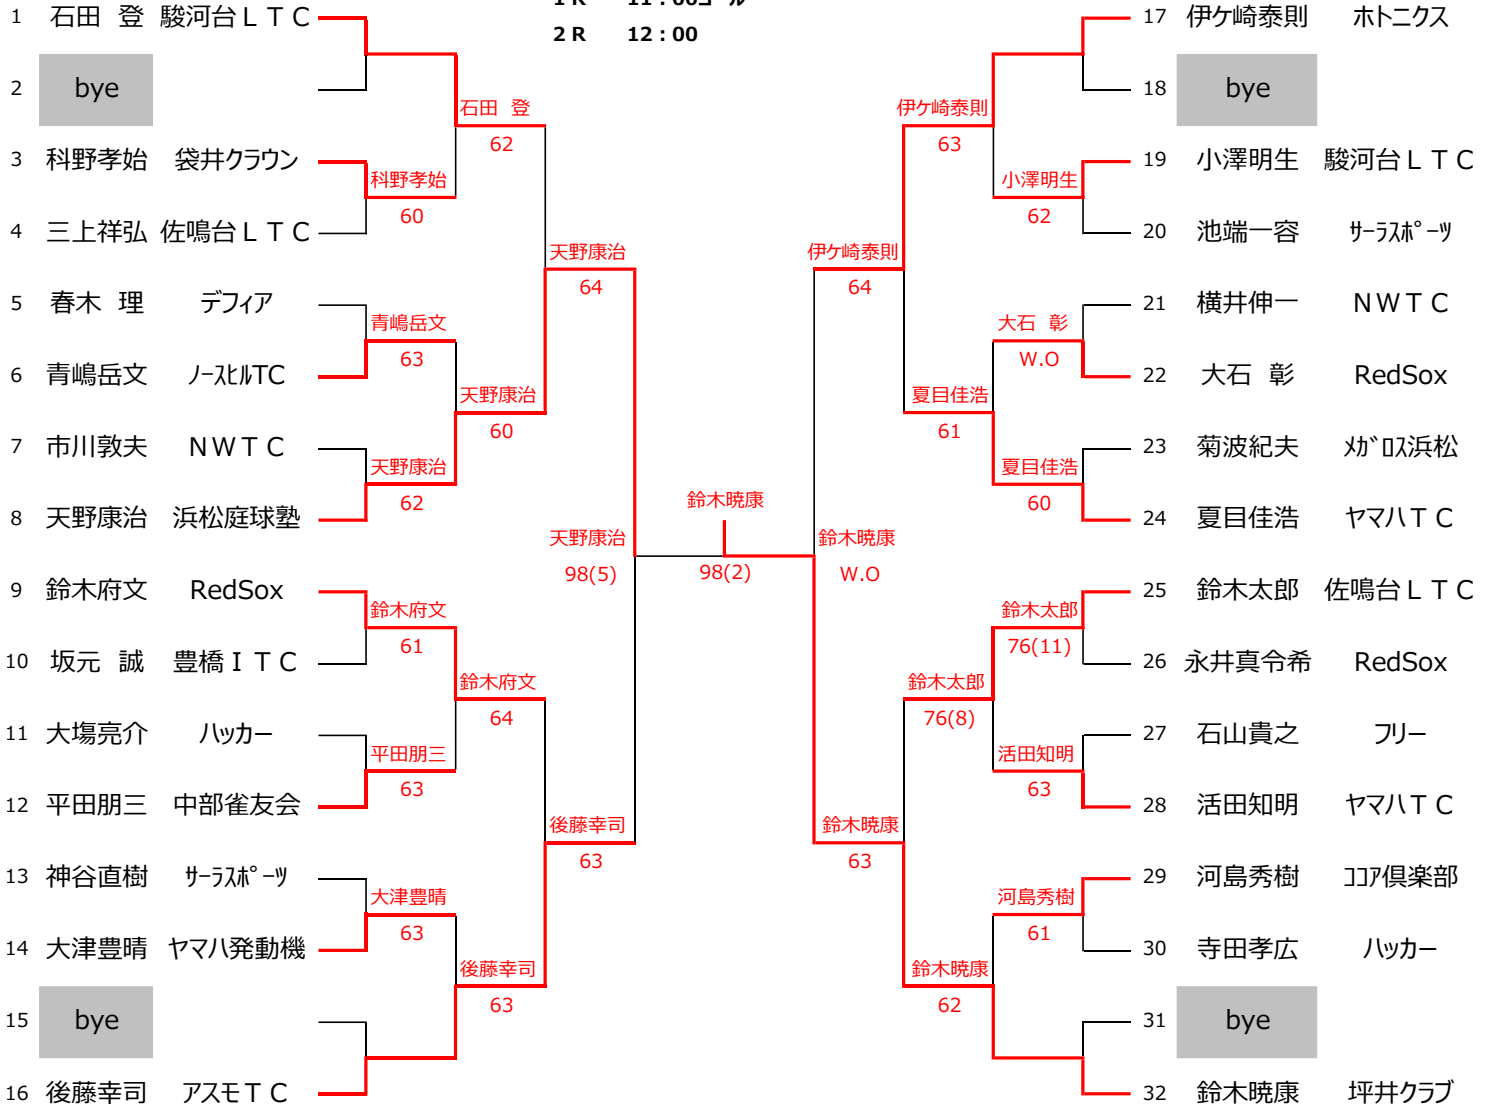 1 R 11：00コール
2 R 12：00
1 石田 登 駿河台ＬＴＣ
2 bye
3 科野孝始 袋井クラウン
4 三上祥弘 佐鳴台ＬＴＣ
5 春木 理 デフィア
6 青嶋岳文 ノースヒルTC
7 市川敦夫 ＮＷＴＣ
8 天野康治 浜松庭球塾
9 鈴木府文 RedSox
10 坂元 誠 豊橋ＩＴＣ
11 大塲亮介 ハッカー
12 平田朋三 中部雀友会
13 神谷直樹 ｻｰﾗｽﾎﾟｰﾂ
14 大津豊晴 ヤマハ発動機
15 bye
16 後藤幸司 アスモＴＣ
科野孝始
60
青嶋岳文
63
天野康治
62
鈴木府文
61
平田朋三
63
大津豊晴
63
石田 登
62
天野康治
60
鈴木府文
64
後藤幸司
63
天野康治
64
後藤幸司
63
天野康治
98(5)
鈴木暁康
98(2)
鈴木暁康
W.O
伊ケ崎泰則
64
鈴木暁康
63
伊ケ崎泰則
63
夏目佳浩
61
鈴木太郎
76(8)
鈴木暁康
62
小澤明生
62
大石 彰
W.O
夏目佳浩
60
鈴木太郎
76(11)
活田知明
63
河島秀樹
61
17 伊ケ崎泰則 ホトニクス
18 bye
19 小澤明生 駿河台ＬＴＣ
20 池端一容 ｻｰﾗｽﾎﾟｰﾂ
21 横井伸一 ＮＷＴＣ
22 大石 彰 RedSox
23 菊波紀夫 ﾒｶﾞﾛｽ浜松
24 夏目佳浩 ヤマハＴＣ
25 鈴木太郎 佐鳴台ＬＴＣ
26 永井真令希 RedSox
27 石山貴之 フリー
28 活田知明 ヤマハＴＣ
29 河島秀樹 ｺｺｱ倶楽部
30 寺田孝広 ハッカー
31 bye
32 鈴木暁康 坪井クラブ